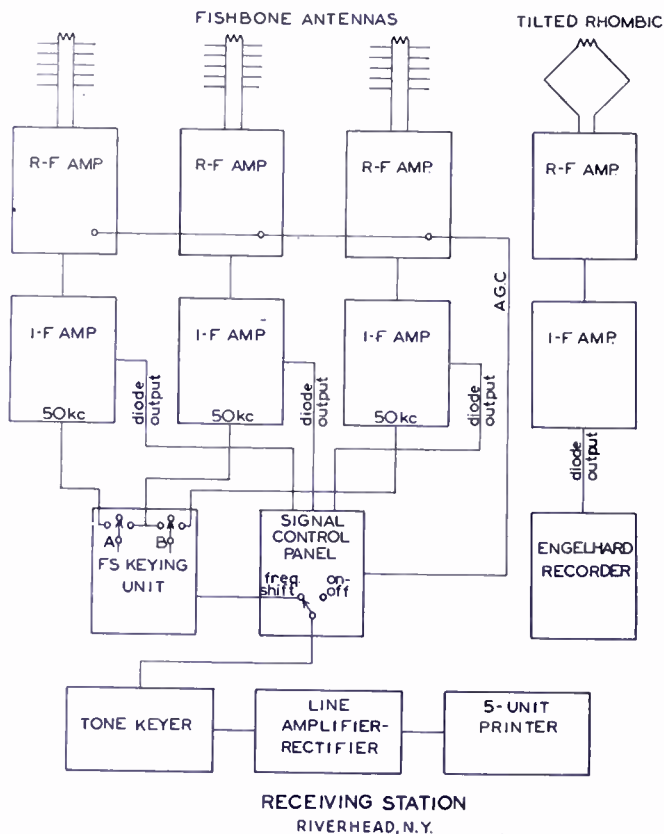 FISHBONE ANTENNAS
TILTED RHOMBIC
R-F AMP.
R-F AMP.
R-F AMP.
R-F AMP.
A.G.C.
I-F AMP.
I-F AMP.
I-F AMP.
I-F AMP.
diode
output
diode
output
diode
output
diode
output
50kc
50kc
50kc
A
B
FS KEYING
UNIT
SIGNAL
CONTROL
PANEL
freq.
shift
on-
off
ENGELHARD
RECORDER
TONE KEYER
LINE
AMPLIFIER-
RECTIFIER
5-UNIT
PRINTER
RECEIVING STATION
RIVERHEAD, N.Y.